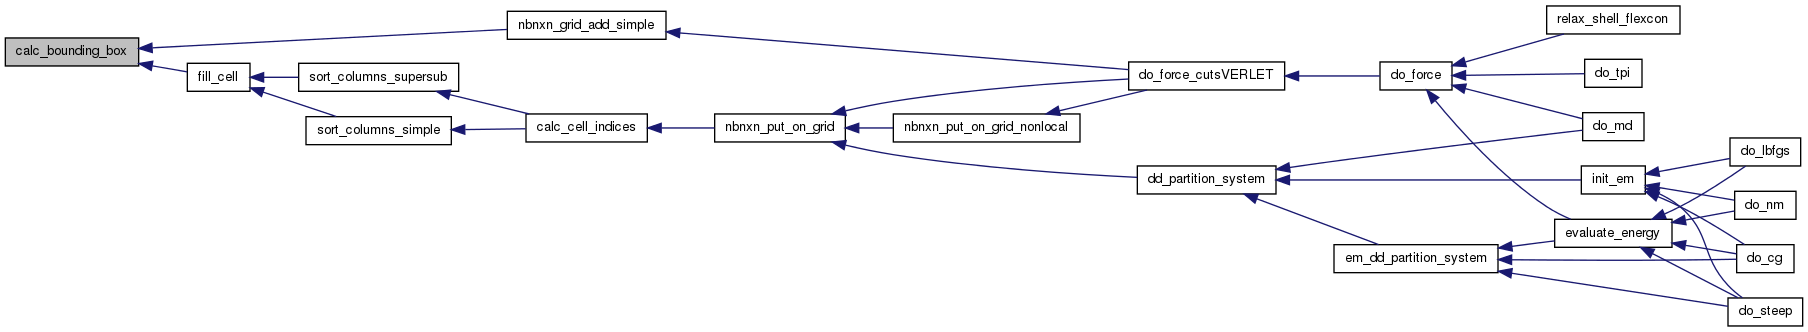 calc_bounding_box
nbnxn_grid_add_simple
fill_cell
sort_columns_supersub
sort_columns_simple
calc_cell_indices
nbnxn_put_on_grid
nbnxn_put_on_grid_nonlocal
do_force_cutsVERLET
dd_partition_system
do_force
em_dd_partition_system
relax_shell_flexcon
do_tpi
do_md
init_em
evaluate_energy
do_lbfgs
do_nm
do_cg
do_steep